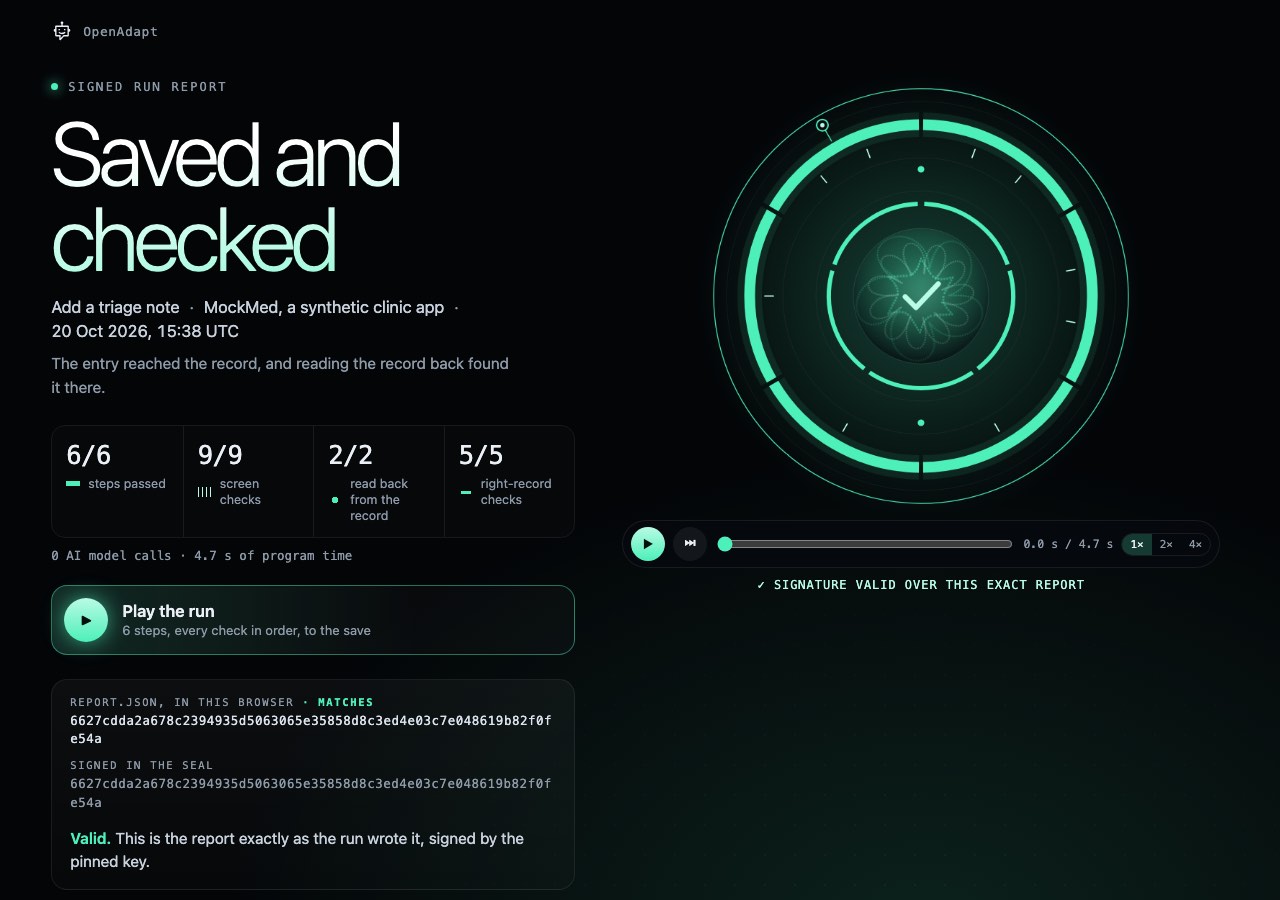 OpenAdapt
SIGNED RUN REPORT
Saved and
checked
Add a triage note · MockMed, a synthetic clinic app ·
20 Oct 2026, 15:38 UTC
The entry reached the record, and reading the record back found
it there.
6/6
steps passed
9/9
screen
checks
2/2
read back
from the
record
5/5
right-record
checks
0 AI model calls · 4.7 s of program time
Play the run
6 steps, every check in order, to the save
REPORT.JSON, IN THIS BROWSER · MATCHES
6627cdda2a678c2394935d5063065e35858d8c3ed4e03c7e048619b82f0f
e54a
SIGNED IN THE SEAL
6627cdda2a678c2394935d5063065e35858d8c3ed4e03c7e048619b82f0f
e54a
Valid. This is the report exactly as the run wrote it, signed by the
pinned key.
0.0 s / 4.7 s 1× 2× 4×
✓ SIGNATURE VALID OVER THIS EXACT REPORT